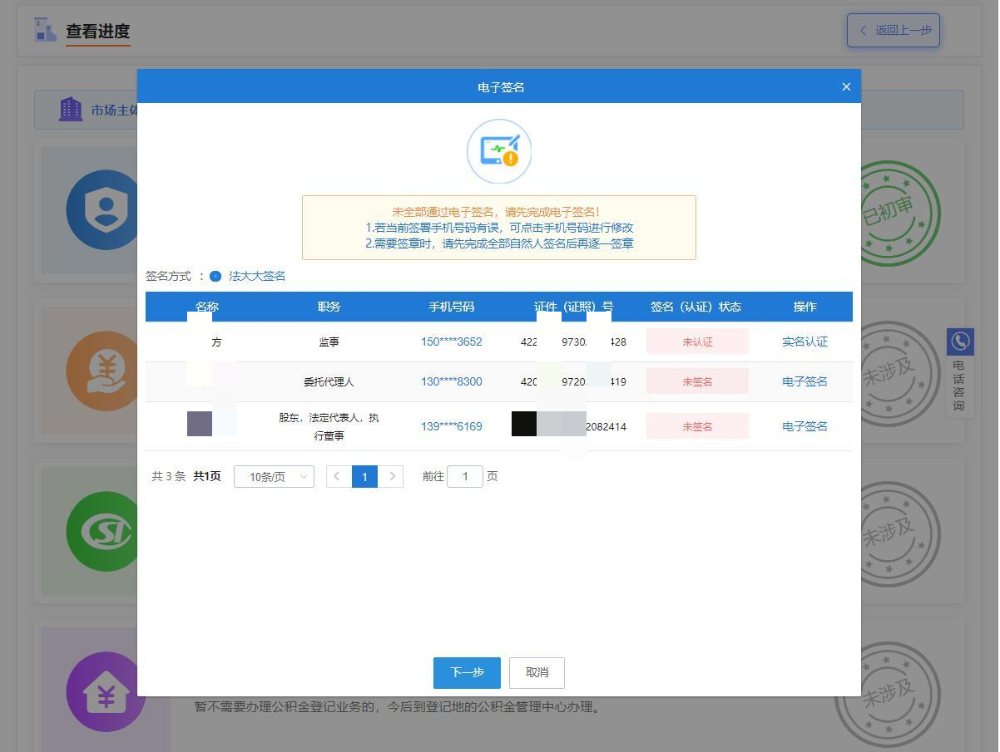 查看进度
返回上一步
市场主体
电子签名
未全部通过电子签名，请先完成电子签名！
1.若当前签署手机号码有误，可点击手机号码进行修改
2.需要签章时，请先完成全部自然人签名后再逐一签章
签名方式 ： 法大大签名
名称 职务 手机号码 证件（证照）号 签名（认证）状态 操作
方 监事 150****3652 422 9730 428 未认证 实名认证
委托代理人 130****8300 420 9720 419 未签名 电子签名
股东，法定代表人，执
行董事
139****6169 2082414 未签名 电子签名
共 3 条 共1页 10条/页 1 前往 1 页
下一步 取消
暂不需要办理公积金登记业务的，今后到登记地的公积金管理中心办理。
已初审
未涉及
未涉及
未涉及
电话咨询